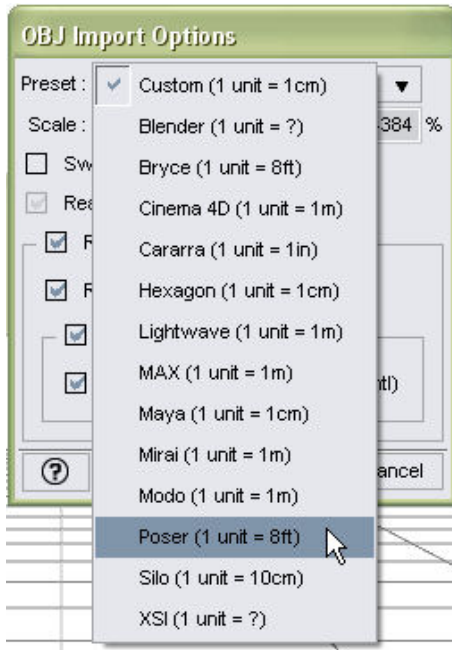 OBJ Import Options
Preset :
Custom (1 unit = 1cm)
Scale :
384 %
Blender (1 unit = ?)
Bryce (1 unit = 8ft)
Cinema 4D (1 unit = 1m)
Cararra (1 unit = 1in)
Hexagon (1 unit = 1cm)
Lightwave (1 unit = 1m)
MAX (1 unit = 1m)
Maya (1 unit = 1cm)
Mirai (1 unit = 1m)
Modo (1 unit = 1m)
Poser (1 unit = 8ft)
Silo (1 unit = 10cm)
XSI (1 unit = ?)